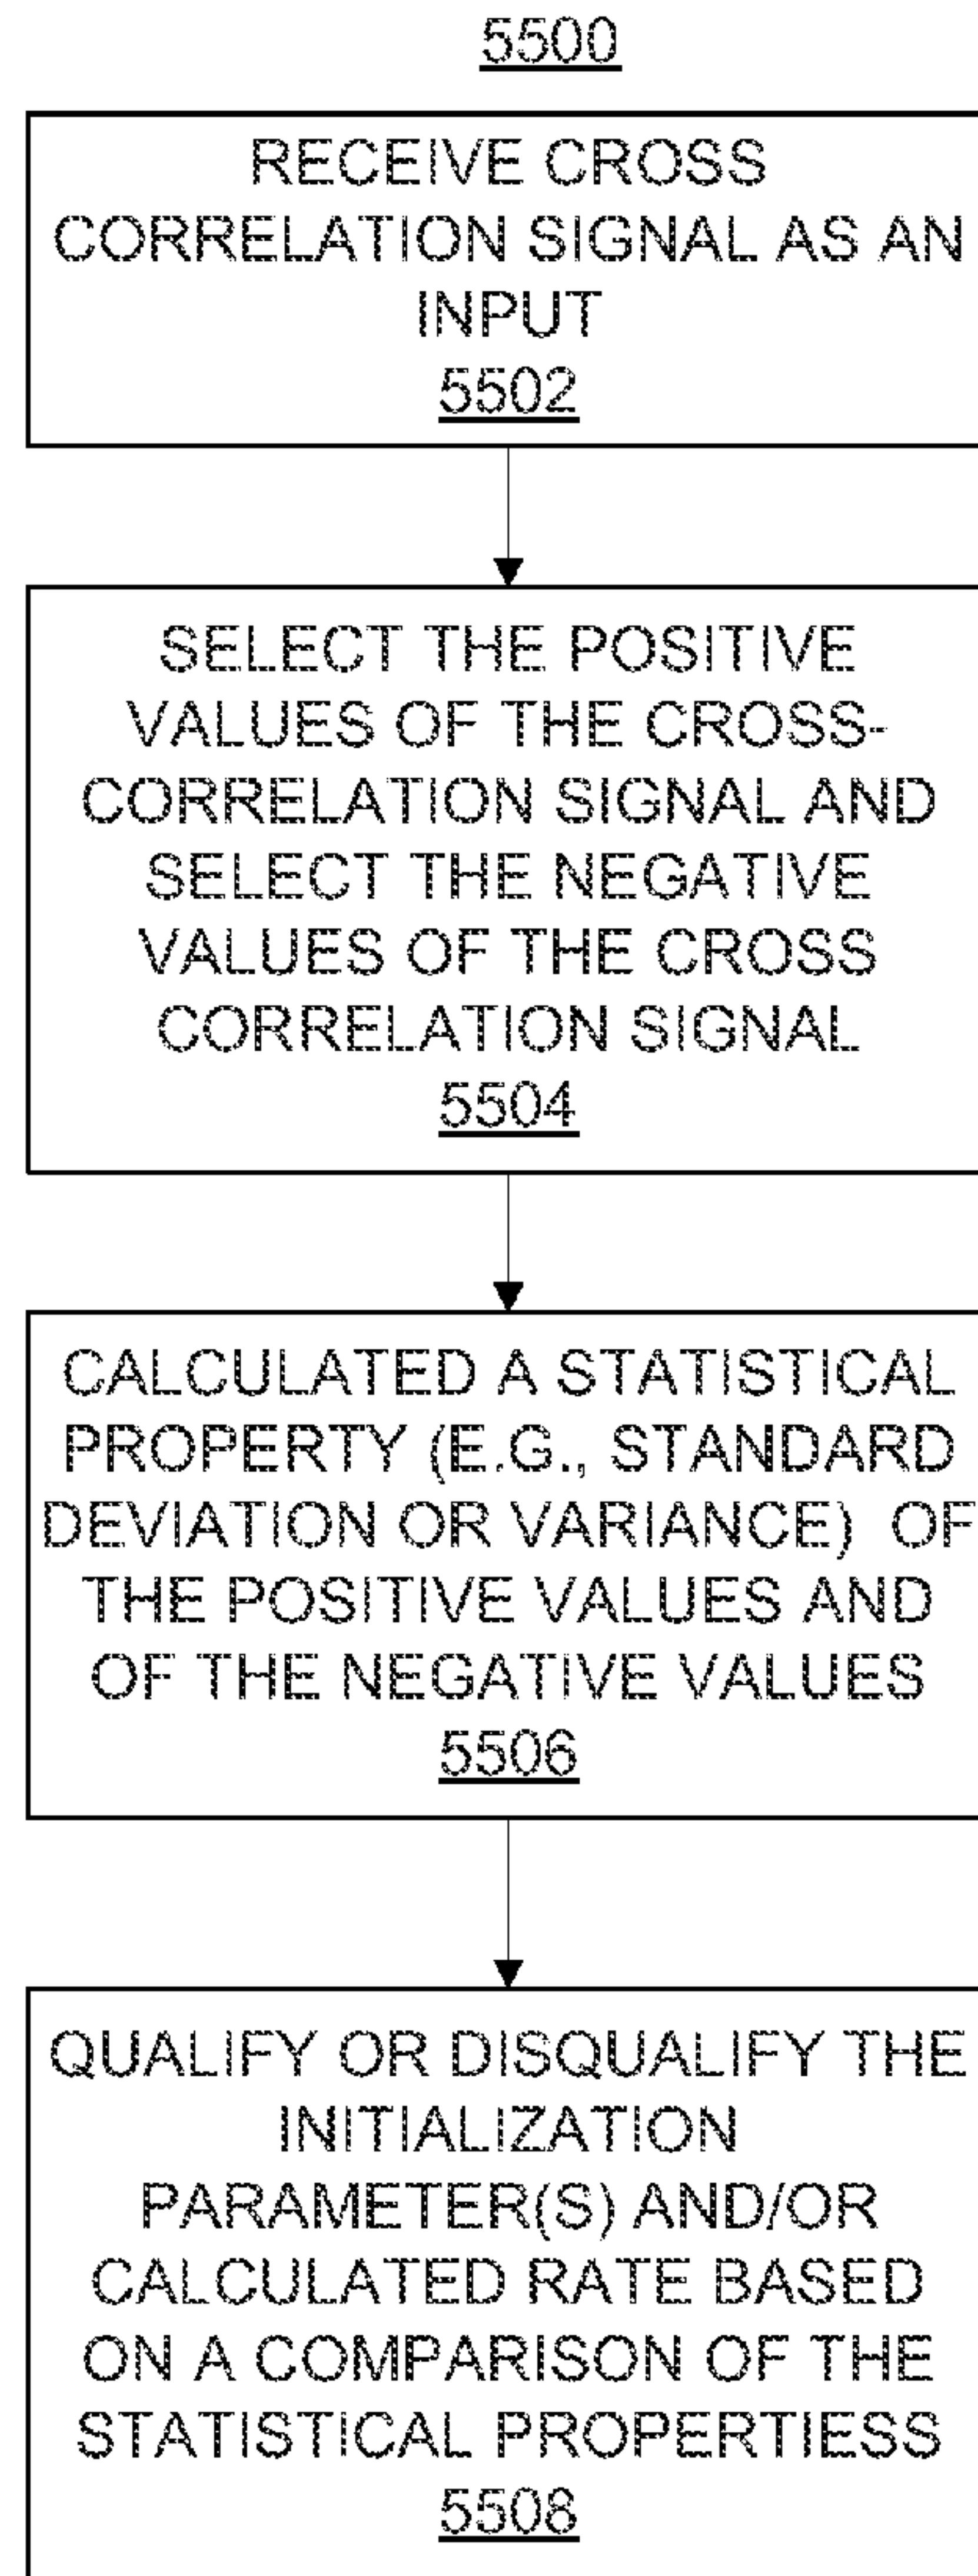 5500
RECEIVE CROSS
CORRELATION SIGNAL AS AN
INPUT
5502
SELECT THE POSITIVE
VALUES OF THE CROSS-
CORRELATION SIGNAL AND
SELECT THE NEGATIVE
VALUES OF THE CROSS
CORRELATION SIGNAL
5504
CALCULATED A STATISTICAL
PROPERTY (E.G., STANDARD
DEVIATION OR VARIANCE) OF
THE POSITIVE VALUES AND
OF THE NEGATIVE VALUES
5506
QUALIFY OR DISQUALIFY THE
INITIALIZATION
PARAMETER(S) AND/OR
CALCULATED RATE BASED
ON A COMPARISON OF THE
STATISTICAL PROPERTIESS
5508